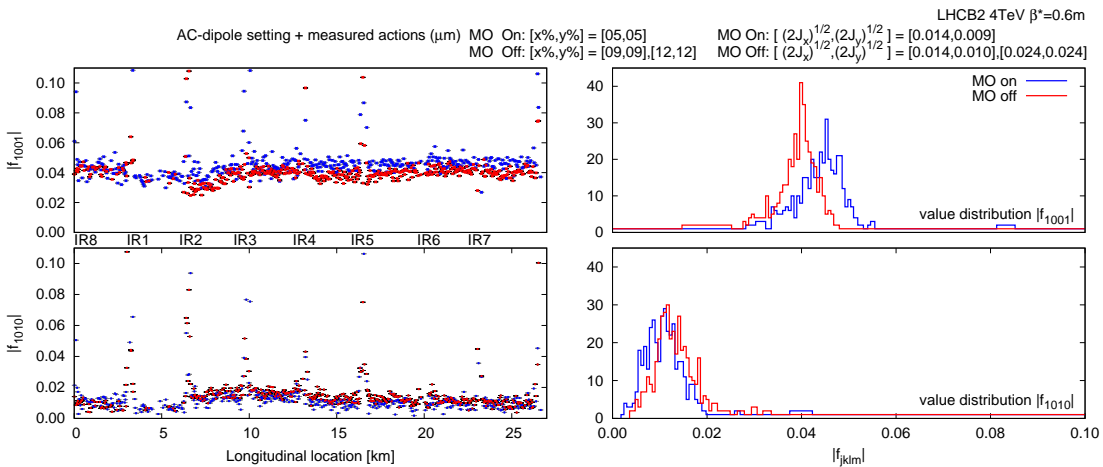 LHCB2 4TeV β*=0.6m
AC-dipole setting + measured actions (μm) MO On: [x%,y%] = [05,05] MO On: [ (2Jx)^1/2,(2Jy)^1/2 ] = [0.014,0.009]
MO Off: [x%,y%] = [09,09],[12,12] MO Off: [ (2Jx)^1/2,(2Jy)^1/2 ] = [0.014,0.010],[0.024,0.024]
|f1001|
0.10
0.08
0.06
0.04
0.02
0.00
IR8 IR1 IR2 IR3 IR4 IR5 IR6 IR7
MO on
MO off
40
30
20
10
0
value distribution |f1001|
|f1010|
0.10
0.08
0.06
0.04
0.02
0.00
0 5 10 15 20 25
Longitudinal location [km]
40
30
20
10
0
value distribution |f1010|
0.00 0.02 0.04 0.06 0.08 0.10
|fjklm|